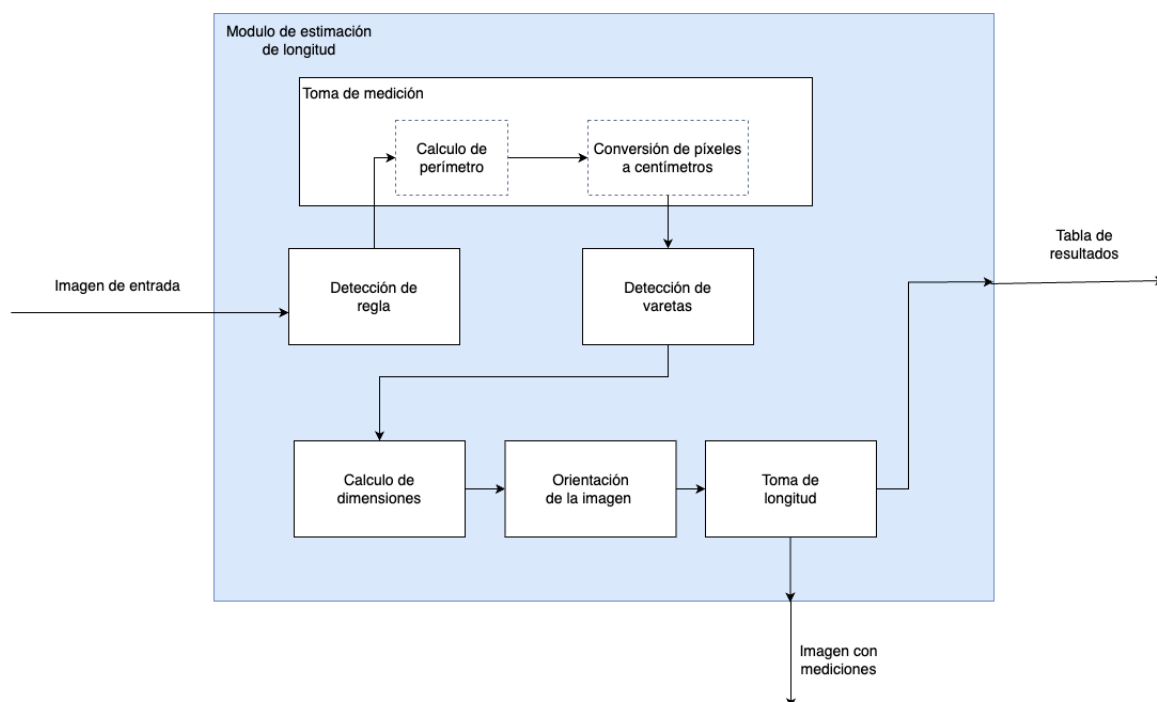 Modulo de estimación
de longitud
Toma de medición
Calculo de
perímetro
Conversión de píxeles
a centímetros
Imagen de entrada
Detección de
regla
Detección de
varetas
Tabla de
resultados
Calculo de
dimensiones
Orientación
de la imagen
Toma de
longitud
Imagen con
mediciones